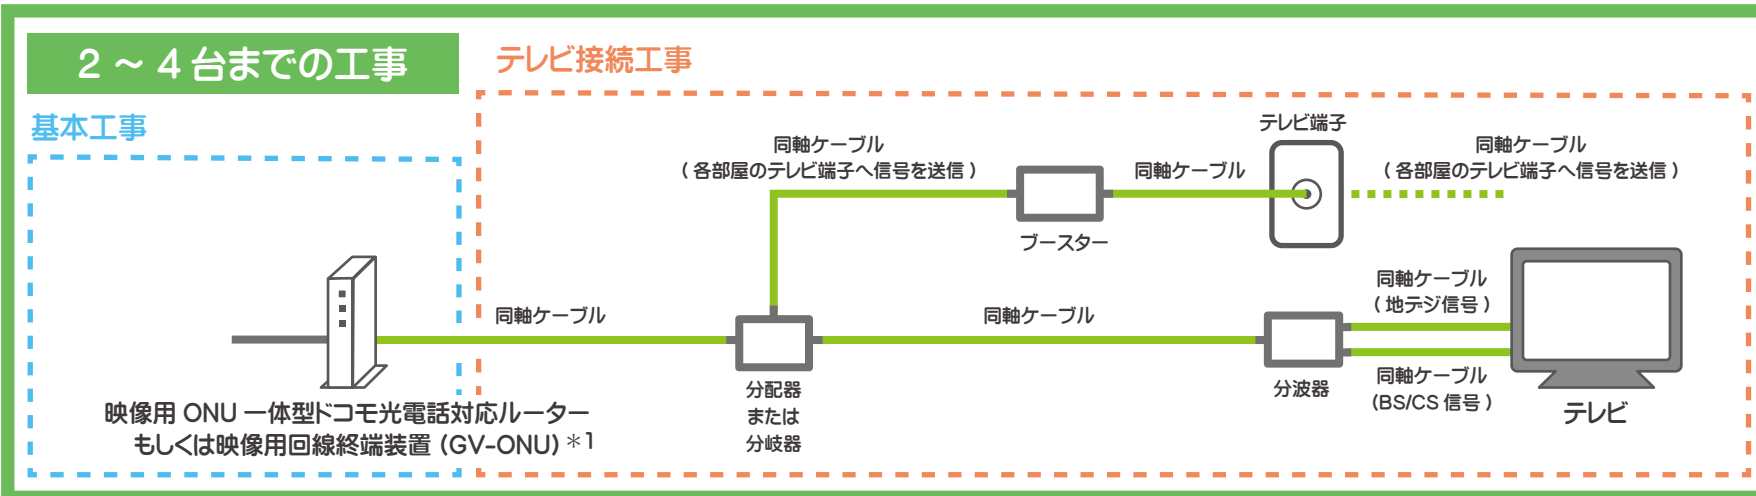 2 ～ 4 台までの工事
テレビ接続工事
基本工事
テレビ端子
同軸ケーブル
( 各部屋のテレビ端子へ信号を送信 )
同軸ケーブル
同軸ケーブル
( 各部屋のテレビ端子へ信号を送信 )
ブースター
同軸ケーブル
同軸ケーブル
同軸ケーブル
( 地デジ信号 )
分配器
または
分岐器
分波器
同軸ケーブル
(BS/CS 信号 )
テレビ
映像用 ONU 一体型ドコモ光電話対応ルーター
もしくは映像用回線終端装置 (GV-ONU) ＊1